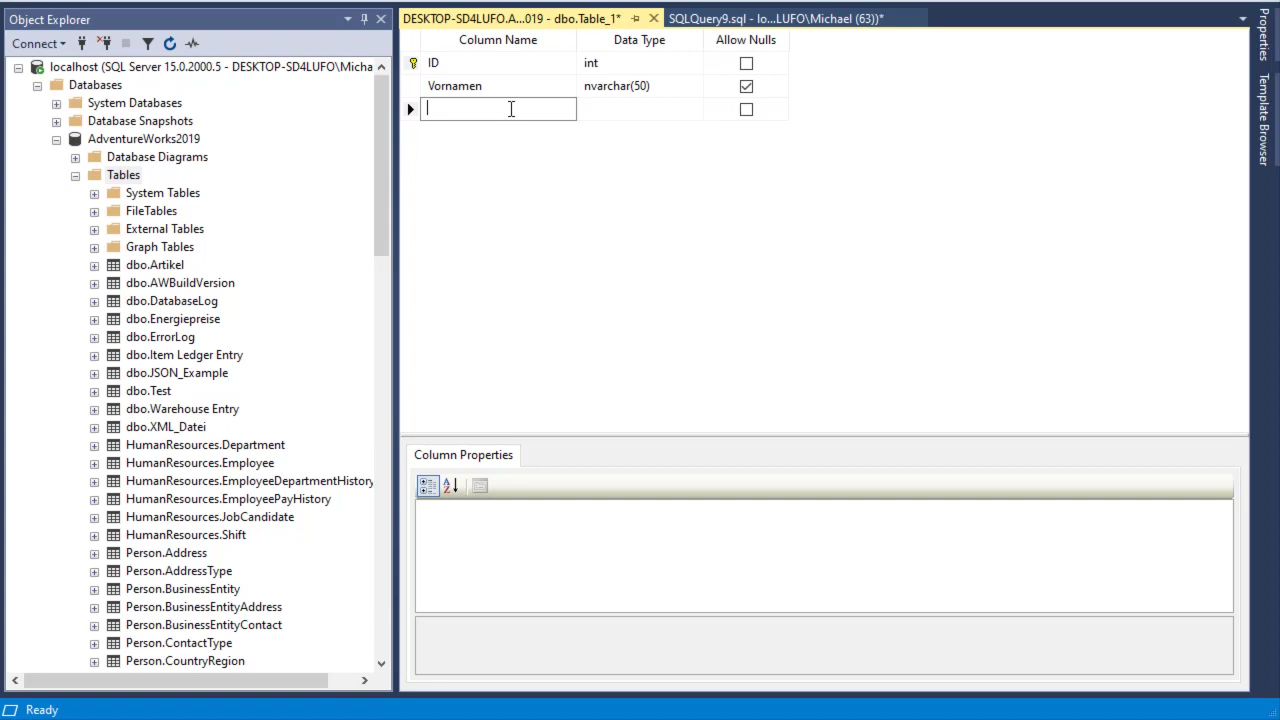 Object Explorer
Connect
localhost (SQL Server 15.0.2000.5 - DESKTOP-SD4LUFO\Micha
Databases
System Databases
Database Snapshots
AdventureWorks2019
Database Diagrams
Tables
System Tables
FileTables
External Tables
Graph Tables
dbo.Artikel
dbo.AWBuildVersion
dbo.DatabaseLog
dbo.Energiepreise
dbo.ErrorLog
dbo.Item Ledger Entry
dbo.JSON_Example
dbo.Test
dbo.Warehouse Entry
dbo.XML_Datei
HumanResources.Department
HumanResources.Employee
HumanResources.EmployeeDepartmentHistory
HumanResources.EmployeePayHistory
HumanResources.JobCandidate
HumanResources.Shift
Person.Address
Person.AddressType
Person.BusinessEntity
Person.BusinessEntityAddress
Person.BusinessEntityContact
Person.ContactType
Person.CountryRegion
DESKTOP-SD4LUFO.A...019 - dbo.Table_1*
SQLQuery9.sql - lo...LUFO\Michael (63))*
Column Name Data Type Allow Nulls
ID int
Vornamen nvarchar(50)
Column Properties
Properties
Template Browser
Ready